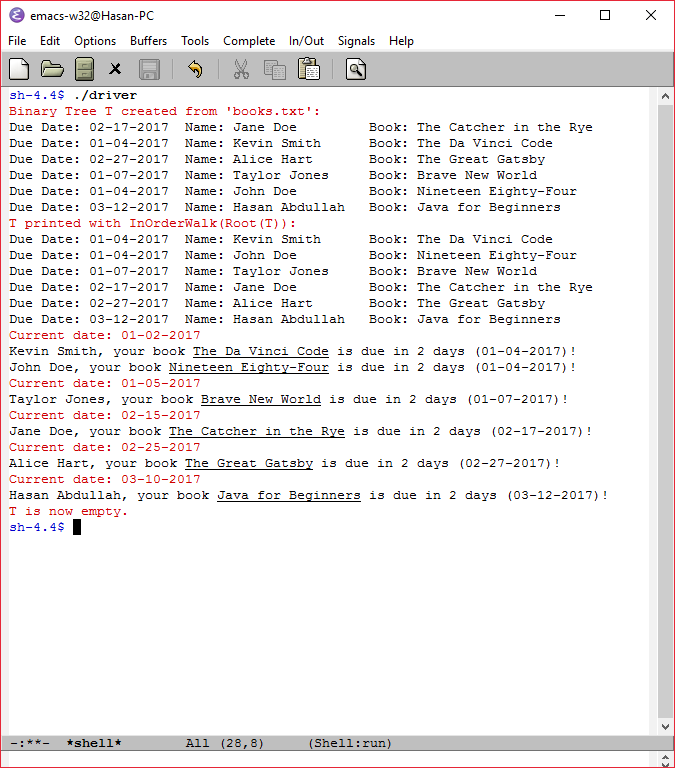 emacs-w32@Hasan-PC
File Edit Options Buffers Tools Complete In/Out Signals Help
sh-4.4$ ./driver
Binary Tree T created from 'books.txt':
Due Date: 02-17-2017  Name: Jane Doe         Book: The Catcher in the Rye
Due Date: 01-04-2017  Name: Kevin Smith      Book: The Da Vinci Code
Due Date: 02-27-2017  Name: Alice Hart       Book: The Great Gatsby
Due Date: 01-07-2017  Name: Taylor Jones     Book: Brave New World
Due Date: 01-04-2017  Name: John Doe         Book: Nineteen Eighty-Four
Due Date: 03-12-2017  Name: Hasan Abdullah   Book: Java for Beginners
T printed with InOrderWalk(Root(T)):
Due Date: 01-04-2017  Name: Kevin Smith      Book: The Da Vinci Code
Due Date: 01-04-2017  Name: John Doe         Book: Nineteen Eighty-Four
Due Date: 01-07-2017  Name: Taylor Jones     Book: Brave New World
Due Date: 02-17-2017  Name: Jane Doe         Book: The Catcher in the Rye
Due Date: 02-27-2017  Name: Alice Hart       Book: The Great Gatsby
Due Date: 03-12-2017  Name: Hasan Abdullah   Book: Java for Beginners
Current date: 01-02-2017
Kevin Smith, your book The Da Vinci Code is due in 2 days (01-04-2017)!
John Doe, your book Nineteen Eighty-Four is due in 2 days (01-04-2017)!
Current date: 01-05-2017
Taylor Jones, your book Brave New World is due in 2 days (01-07-2017)!
Current date: 02-15-2017
Jane Doe, your book The Catcher in the Rye is due in 2 days (02-17-2017)!
Current date: 02-25-2017
Alice Hart, your book The Great Gatsby is due in 2 days (02-27-2017)!
Current date: 03-10-2017
Hasan Abdullah, your book Java for Beginners is due in 2 days (03-12-2017)!
T is now empty.
sh-4.4$
-:**-  *shell*        All (28,8)     (Shell:run)